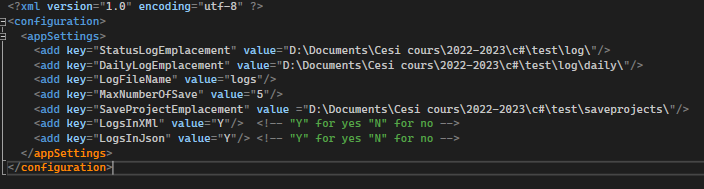 <?xml version="1.0" encoding="utf-8" ?>
<configuration>
<appSettings>
<add key="StatusLogEmplacement" value="D:\Documents\Cesi cours\2022-2023\c#\test\log\"/>
<add key="DailyLogEmplacement" value="D:\Documents\Cesi cours\2022-2023\c#\test\log\daily\"/>
<add key="LogFileName" value="logs"/>
<add key="MaxNumberOfSave" value="5"/>
<add key="SaveProjectEmplacement" value ="D:\Documents\Cesi cours\2022-2023\c#\test\saveprojects\"/>
<add key="LogsInXMl" value="Y"/> <!-- "Y" for yes "N" for no -->
<add key="LogsInJson" value="Y"/> <!-- "Y" for yes "N" for no -->
</appSettings>
</configuration>